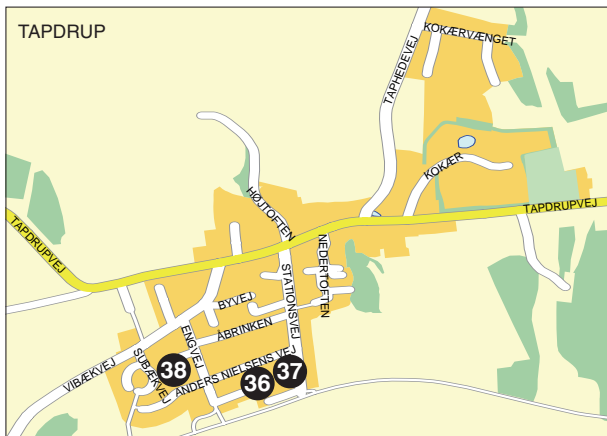 TAPDRUP
KOKÆRVÆNGET
TAPHEDEVEJ
KOKÆR
HØJTOFTEN
TAPDRUPVEJ
TAPDRUPVEJ
NEDERTOFTEN
STATIONSVEJ
BYVEJ
ÅBRINKEN
ENGVEJ
VIBÆKVEJ
SUBÆKVEJ
ANDERS NIELSENS VEJ
38
36
37